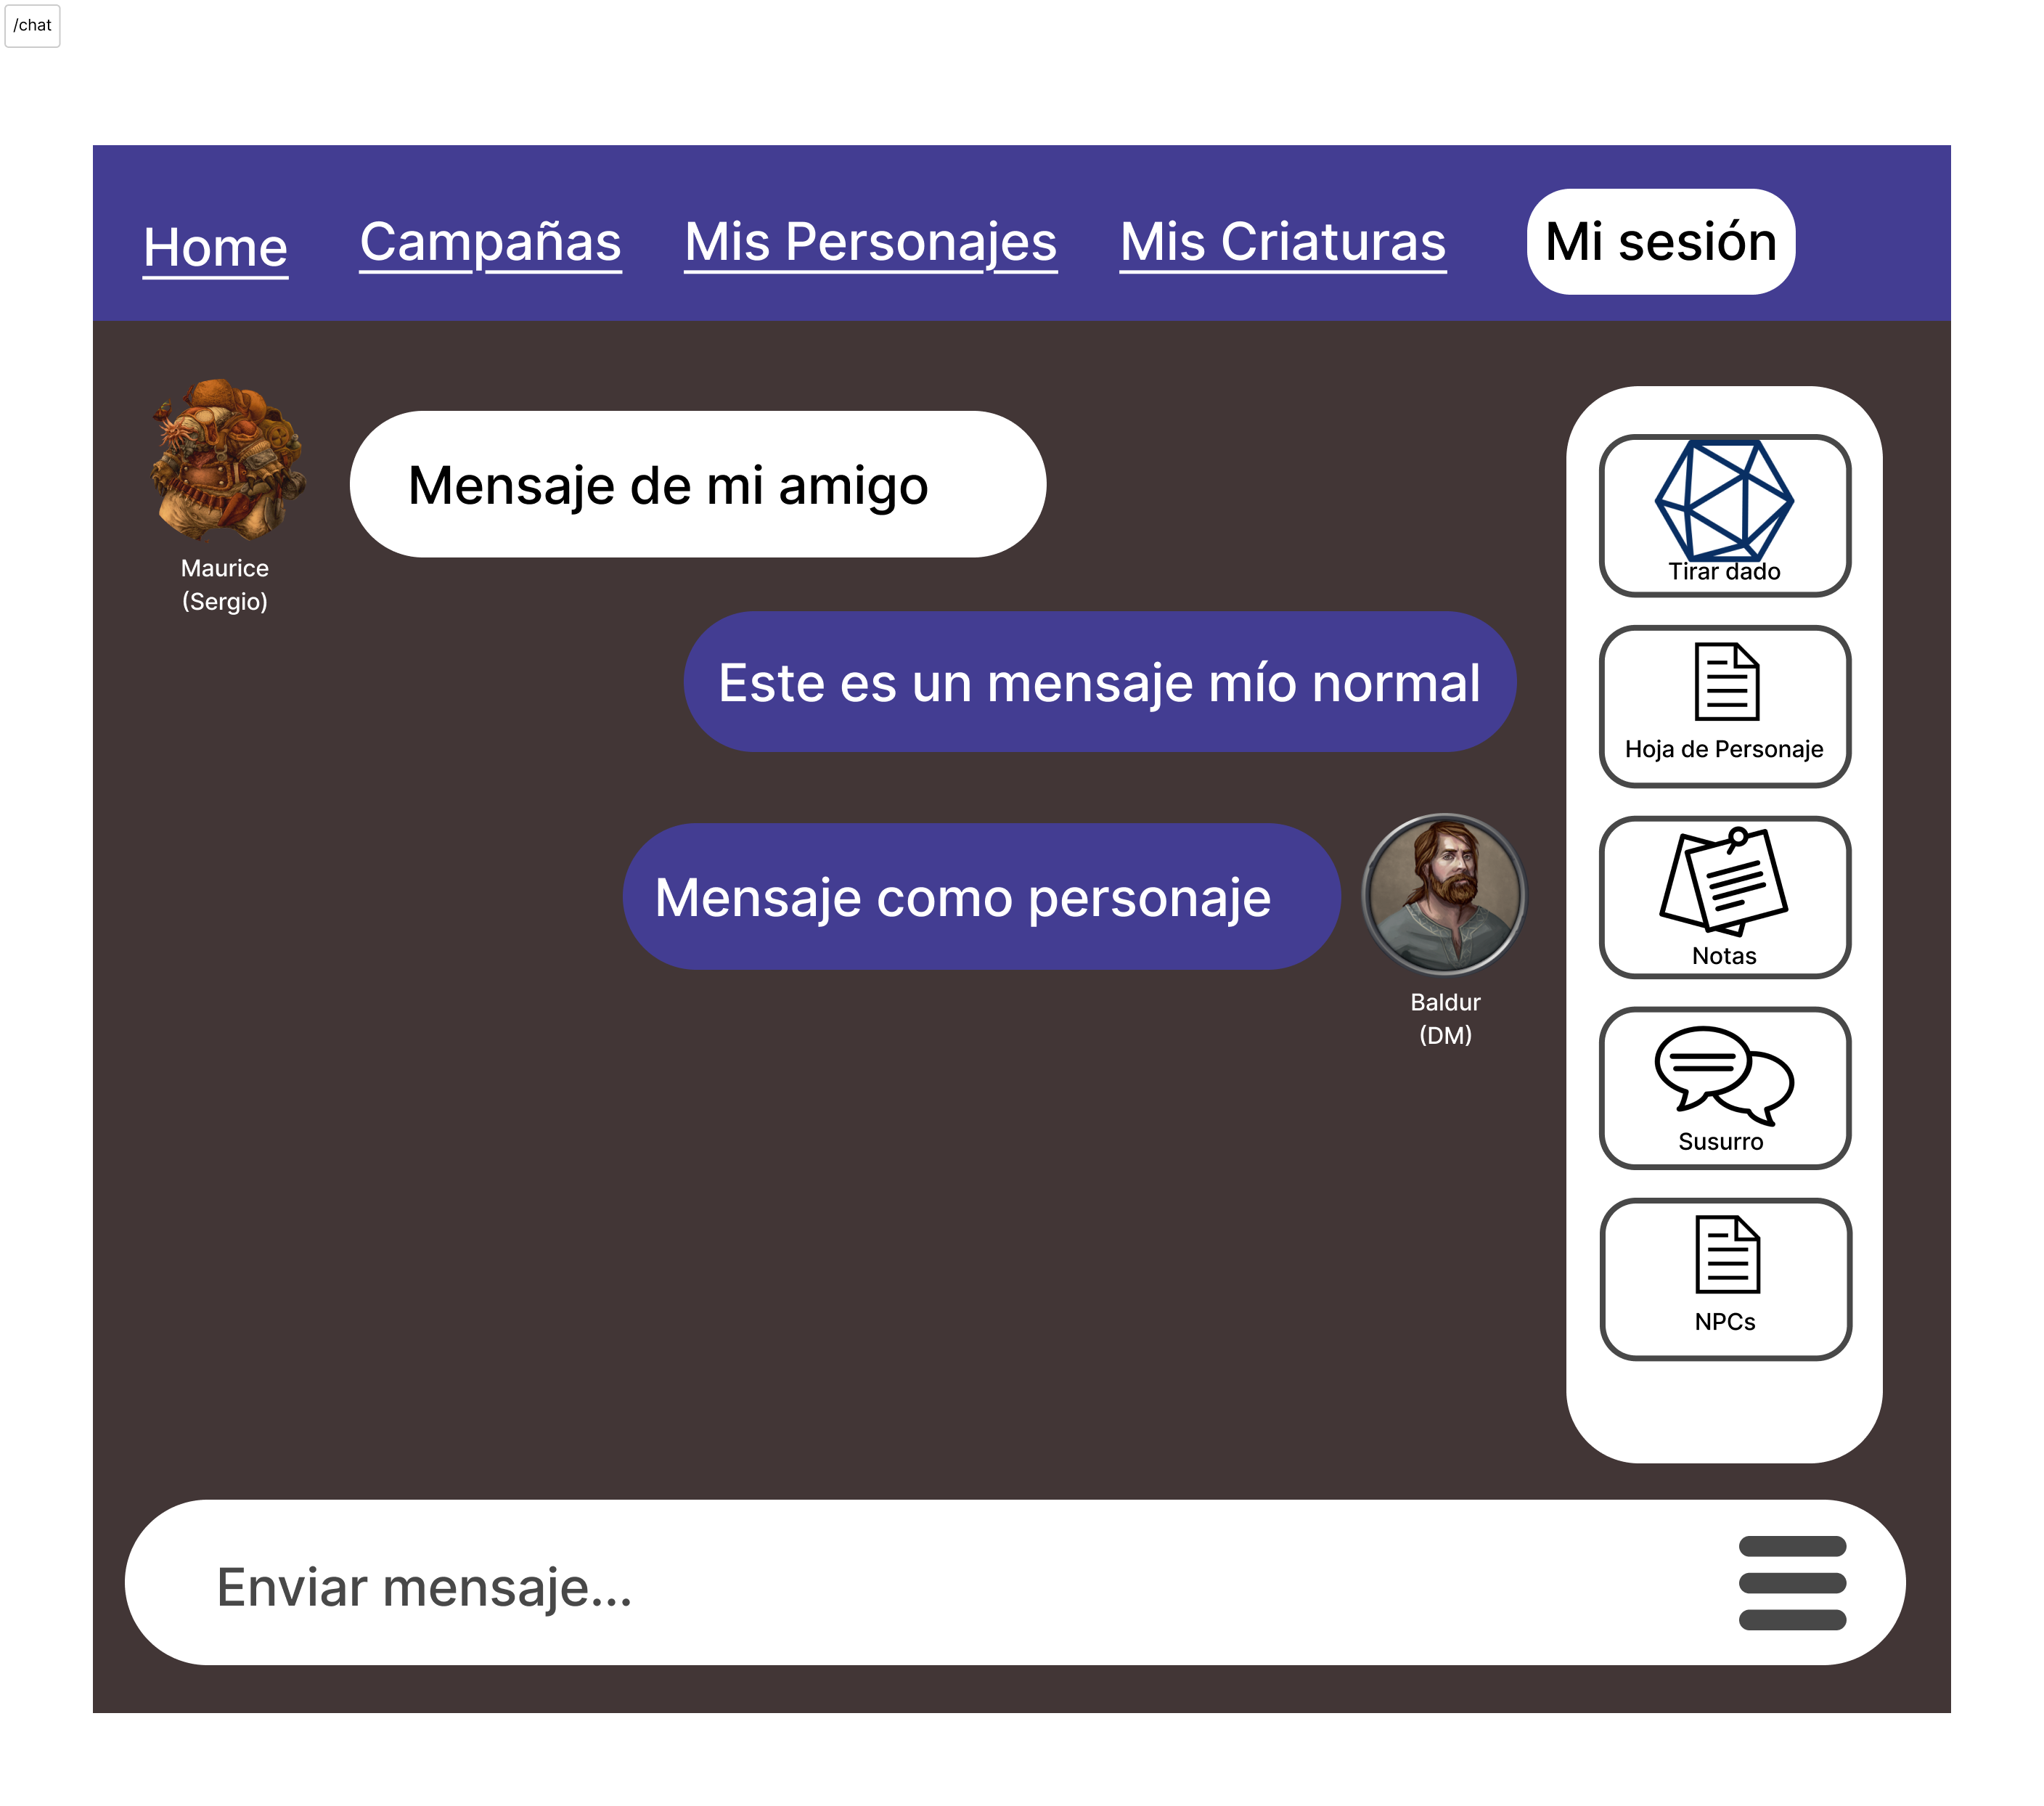 /chat
Home
Campañas
Mis Personajes
Mis Criaturas
Mi sesión
Mensaje de mi amigo
Maurice
(Sergio)
Este es un mensaje mío normal
Mensaje como personaje
Baldur
(DM)
Tirar dado
Hoja de Personaje
Notas
Susurro
NPCs
Enviar mensaje...